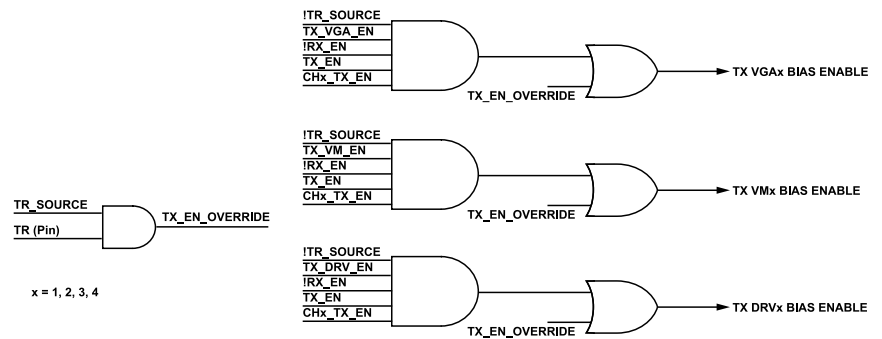 !TR_SOURCE
TX_VGA_EN
!RX_EN
TX_EN
CHx_TX_EN
TX_EN_OVERRIDE
TX VGAx BIAS ENABLE
!TR_SOURCE
TX_VM_EN
!RX_EN
TX_EN
CHx_TX_EN
TX_EN_OVERRIDE
TX VMx BIAS ENABLE
TR_SOURCE
TR (Pin)
TX_EN_OVERRIDE
!TR_SOURCE
TX_DRV_EN
!RX_EN
TX_EN
CHx_TX_EN
TX_EN_OVERRIDE
TX DRVx BIAS ENABLE
x = 1, 2, 3, 4